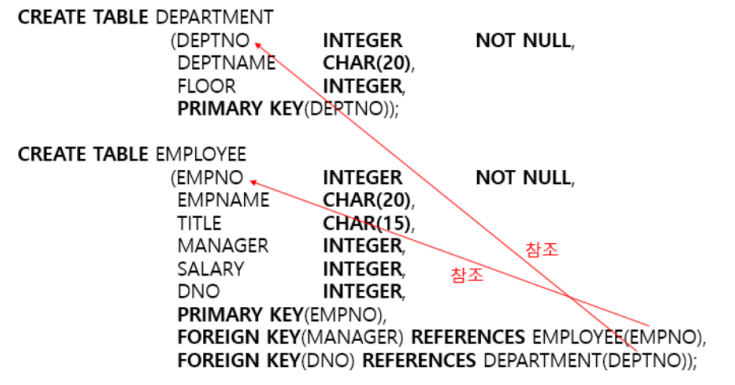 CREATE TABLE DEPARTMENT
(DEPTNO INTEGER NOT NULL,
DEPTNAME CHAR(20),
FLOOR INTEGER,
PRIMARY KEY(DEPTNO));
CREATE TABLE EMPLOYEE
(EMPNO INTEGER NOT NULL,
EMPNAME CHAR(20),
TITLE CHAR(15),
MANAGER INTEGER,
SALARY INTEGER,
DNO INTEGER,
PRIMARY KEY(EMPNO),
FOREIGN KEY(MANAGER) REFERENCES EMPLOYEE(EMPNO),
FOREIGN KEY(DNO) REFERENCES DEPARTMENT(DEPTNO));
참조
참조